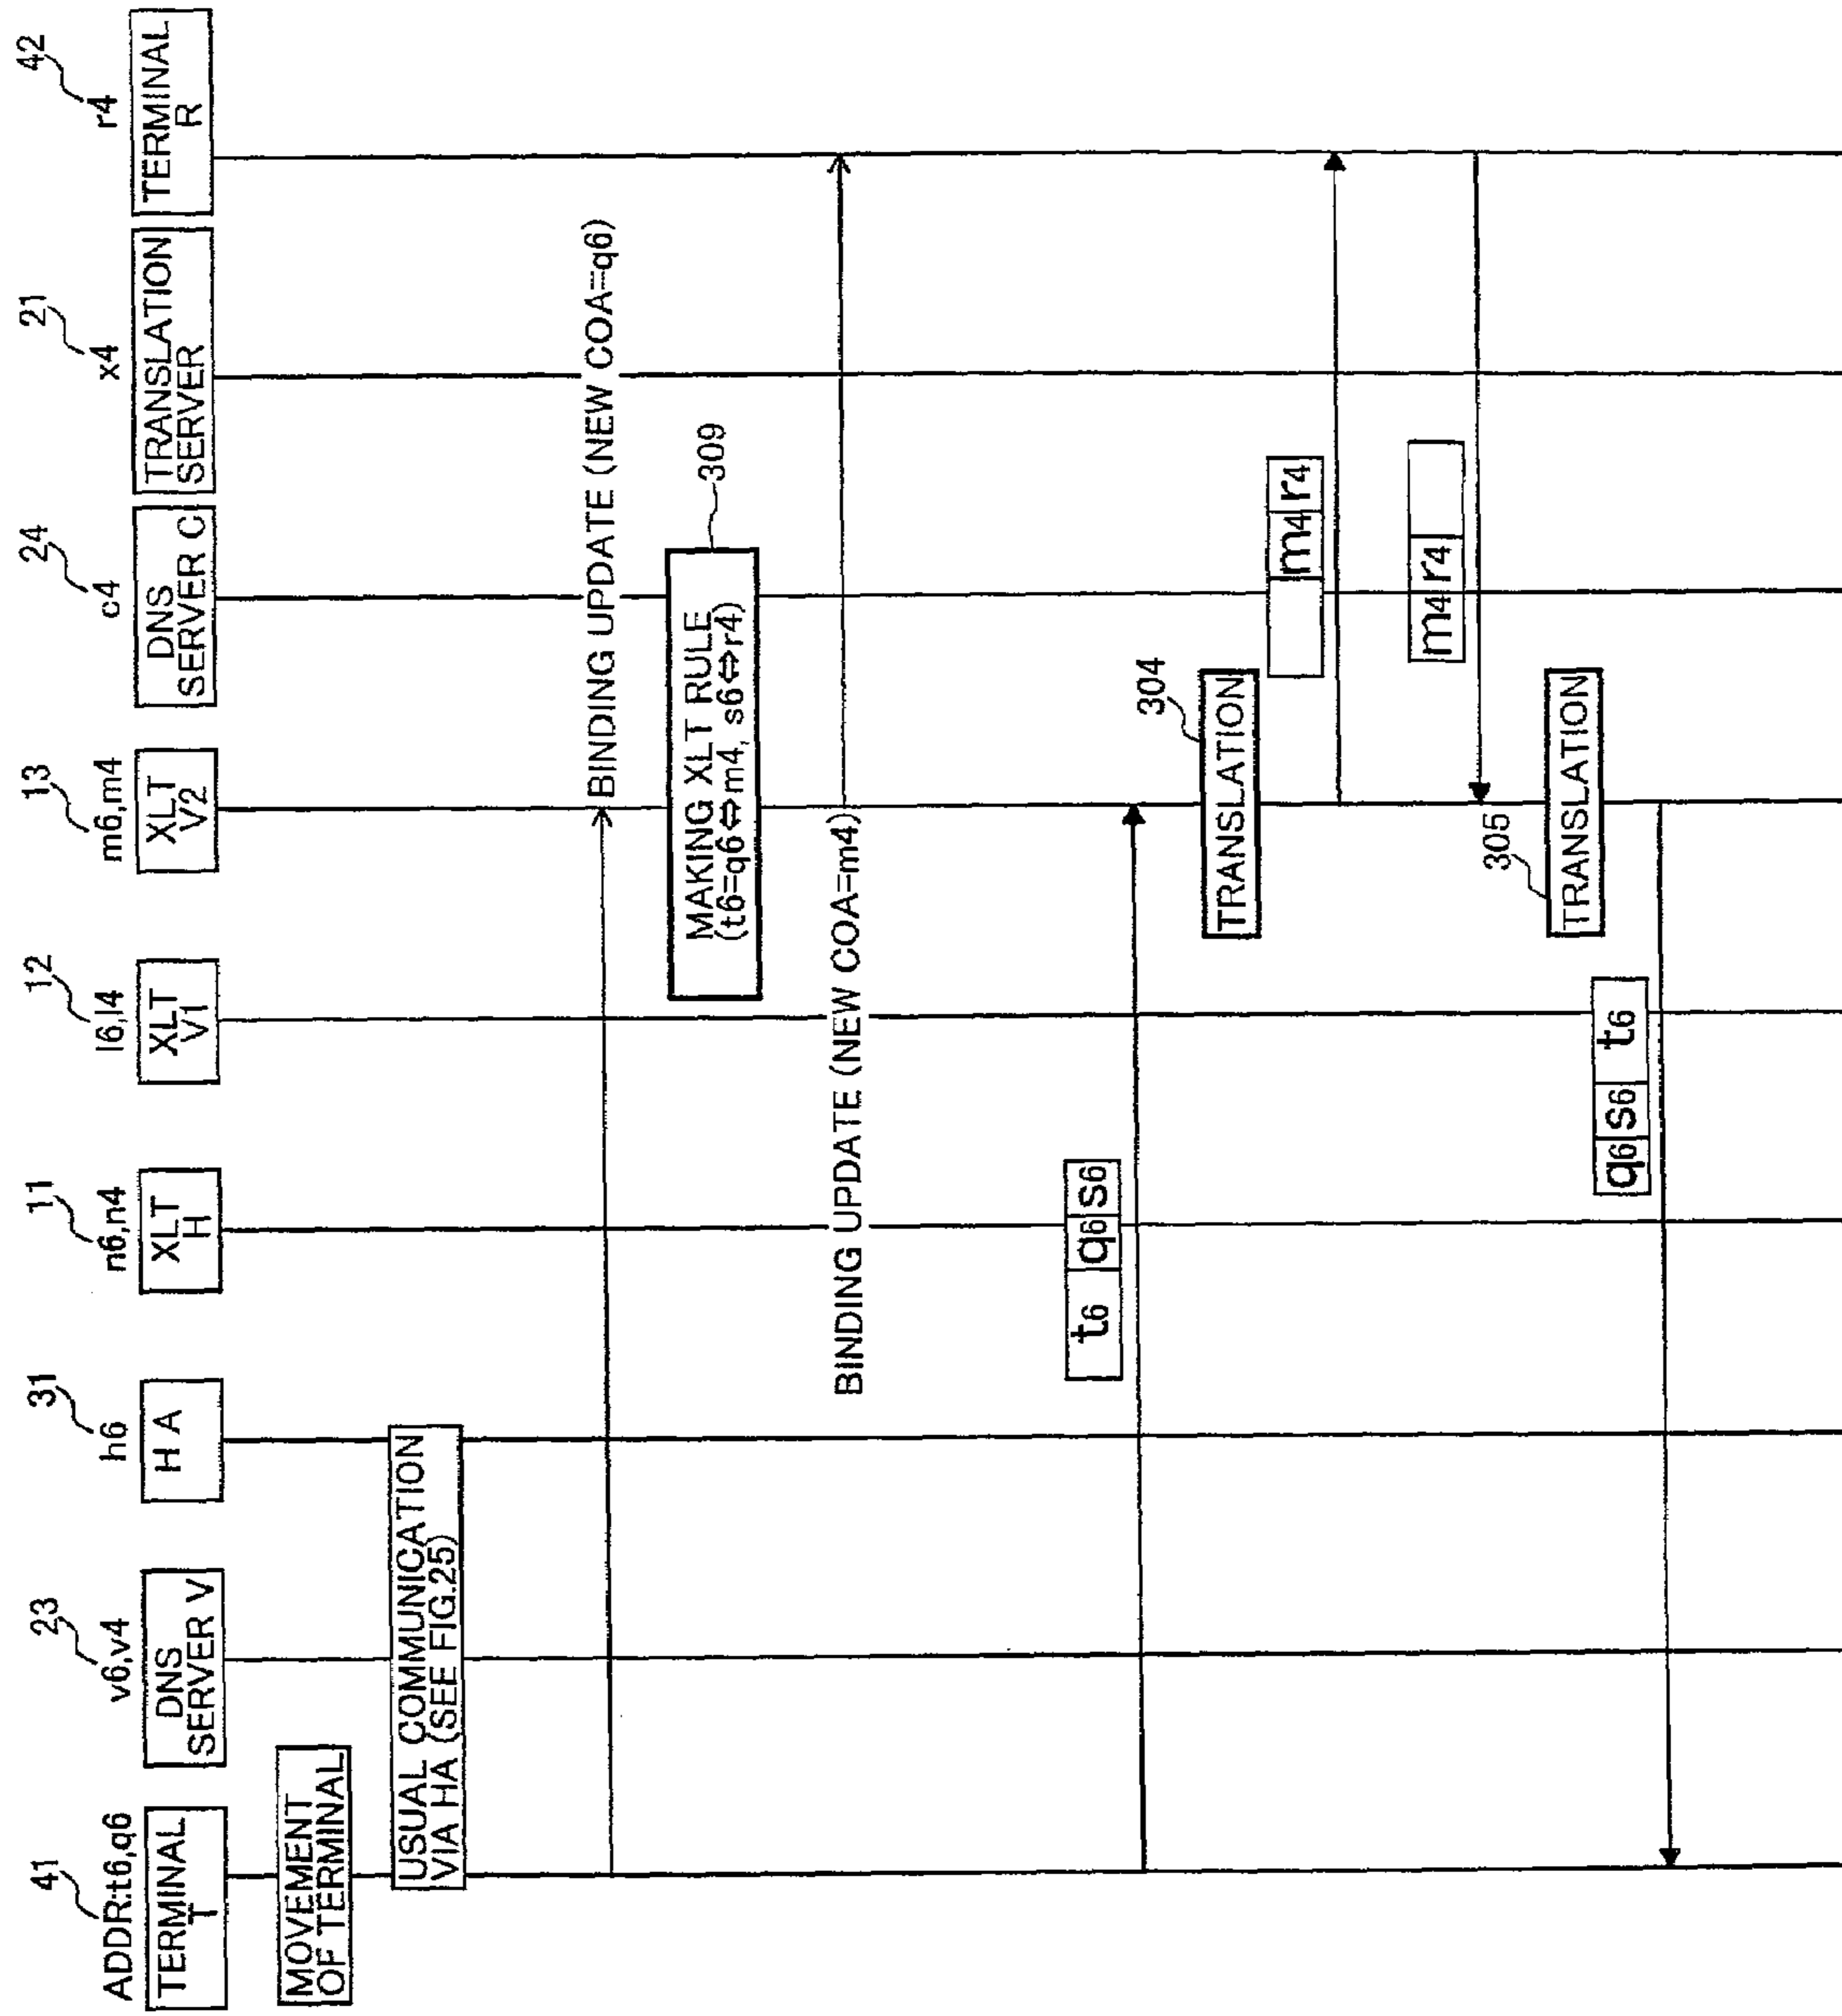 41
ADDR:t6,q6
TERMINAL
T
23
v6,v4
DNS
SERVER V
31
h6
H A
11
n6,n4
XLT
H
12
l6,l4
XLT
V1
13
m6,m4
XLT
V2
24
c4
DNS
SERVER C
21
x4
TRANSLATION
SERVER
42
r4
TERMINAL
R
MOVEMENT
OF TERMINAL
USUAL COMMUNICATION
VIA HA (SEE FIG.25)
BINDING UPDATE (NEW COA=q6)
MAKING XLT RULE
(t6=q6⇔m4, s6⇔r4)
309
BINDING UPDATE (NEW COA=m4)
t6 q6 s6
304
TRANSLATION
m4 r4
m4 r4
305
TRANSLATION
q6 s6 t6